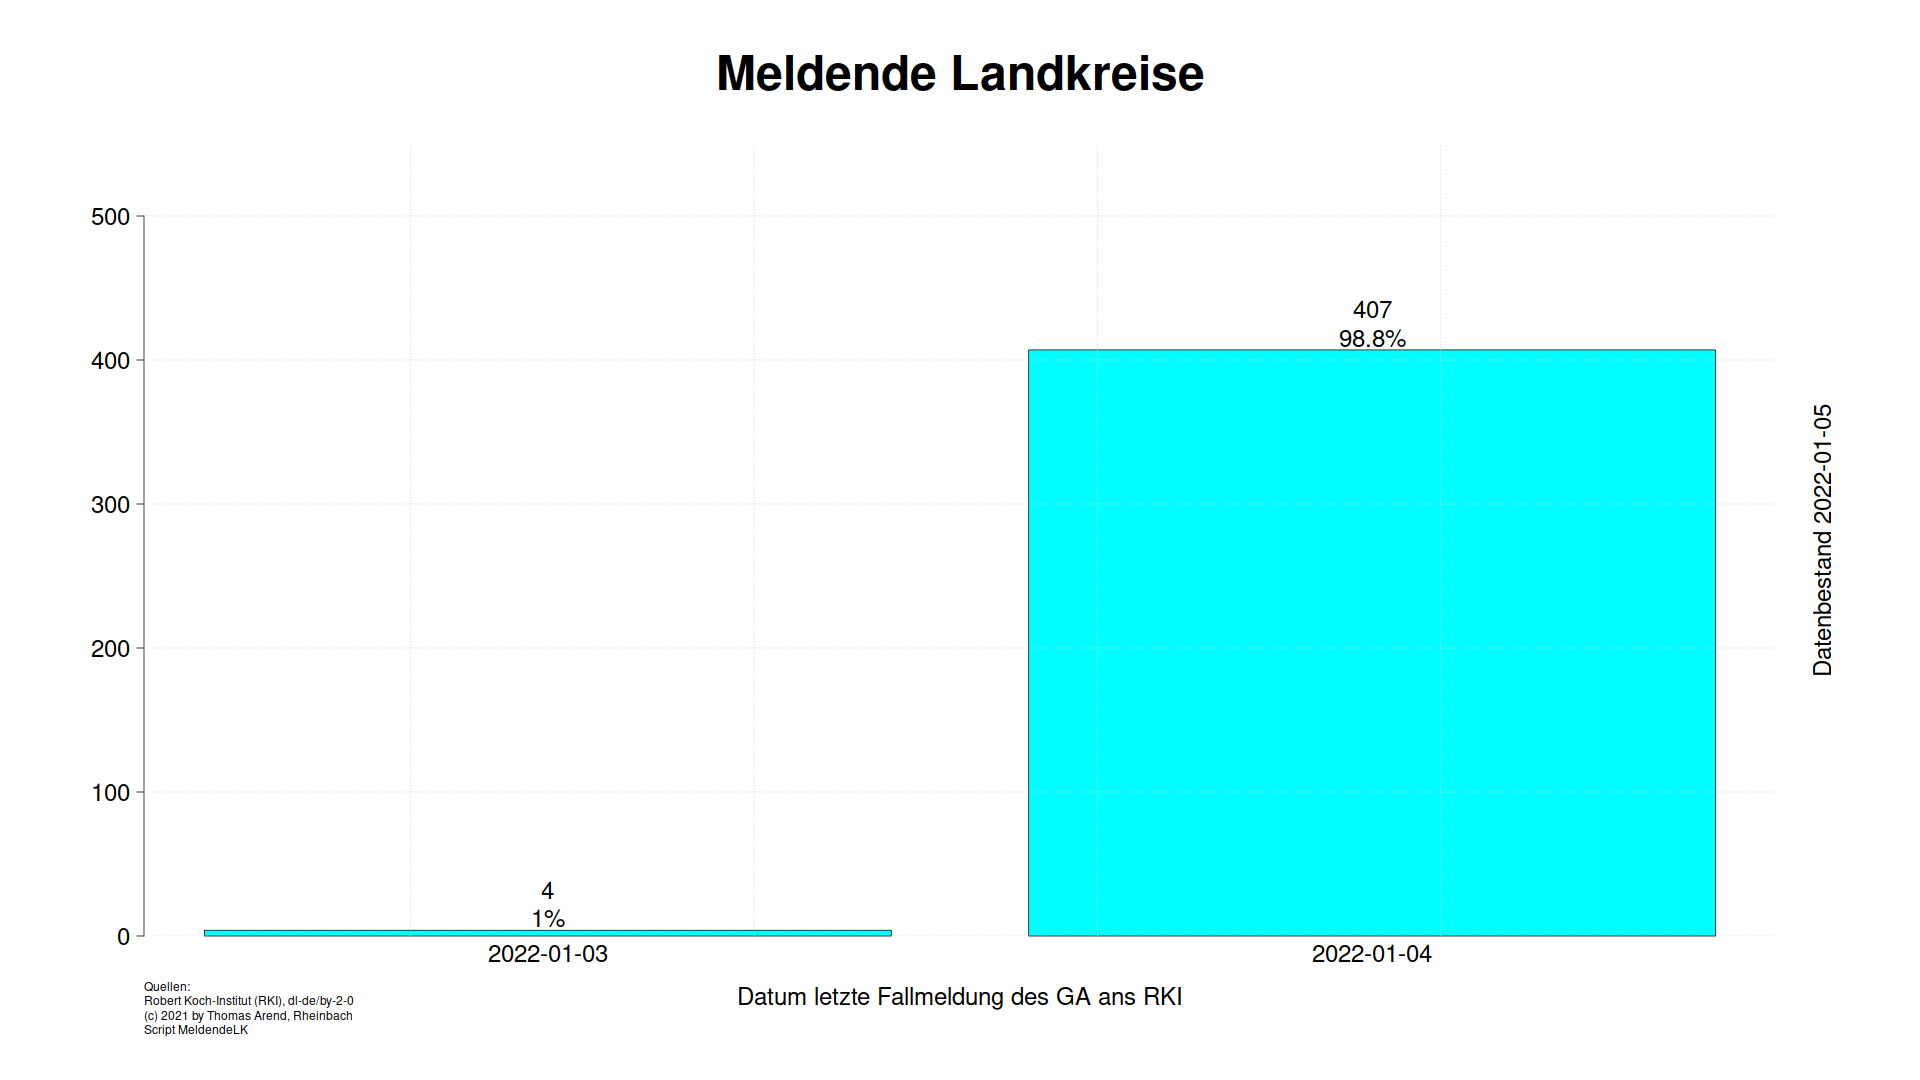 Meldende Landkreise
500
400
300
200
100
0
407
98.8%
4
1%
2022-01-03
2022-01-04
Datum letzte Fallmeldung des GA ans RKI
Datenbestand 2022-01-05
Quellen:
Robert Koch-Institut (RKI), dl-de/by-2-0
(c) 2021 by Thomas Arend, Rheinbach
Script MeldendeLK